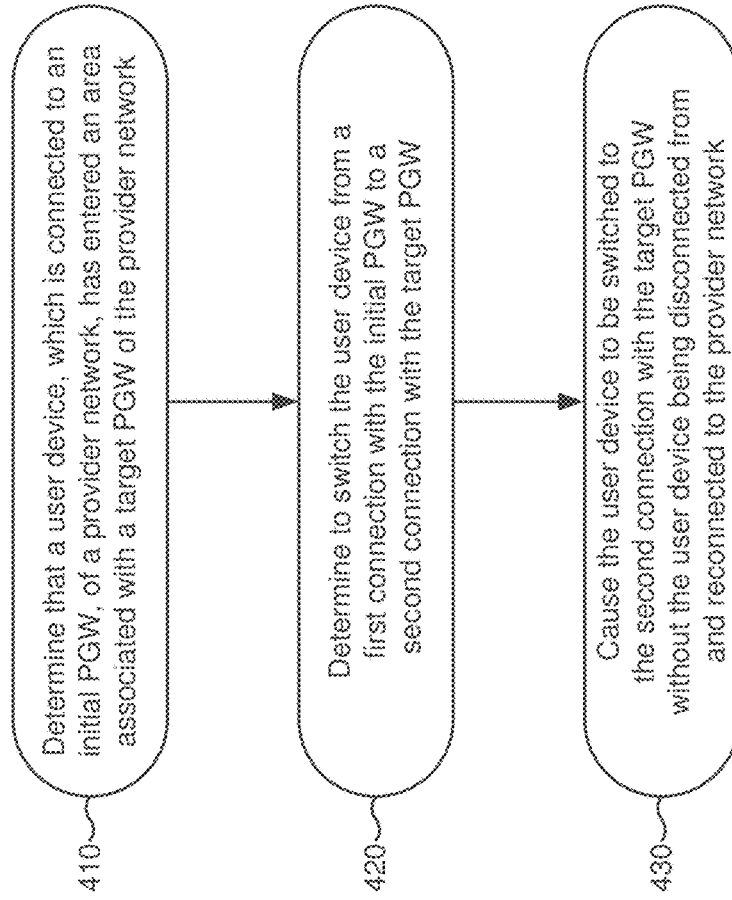 410
Determine that a user device, which is connected to an
initial PGW, of a provider network, has entered an area
associated with a target PGW of the provider network
420
Determine to switch the user device from a
first connection with the initial PGW to a
second connection with the target PGW
430
Cause the user device to be switched to
the second connection with the target PGW
without the user device being disconnected from
and reconnected to the provider network